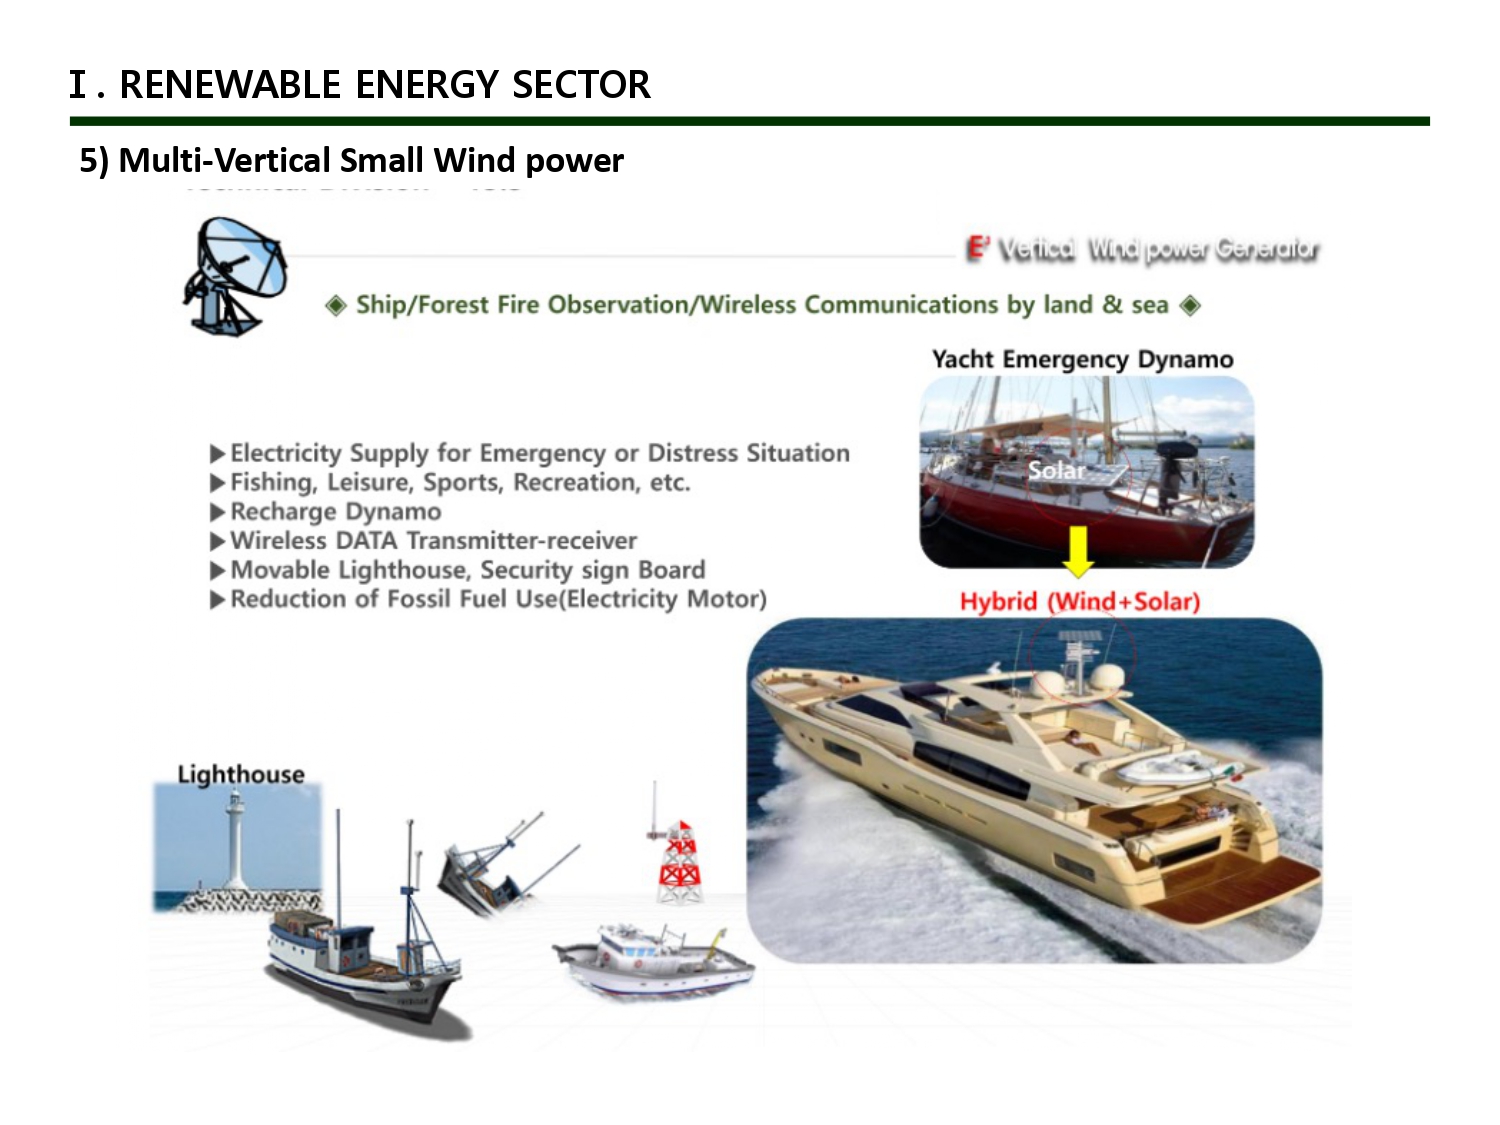 I . RENEWABLE ENERGY SECTOR
5) Multi-Vertical Small Wind power
E³ Vertical Wind power Generator
◈ Ship/Forest Fire Observation/Wireless Communications by land & sea ◈
Yacht Emergency Dynamo
Solar
▶Electricity Supply for Emergency or Distress Situation
▶Fishing, Leisure, Sports, Recreation, etc.
▶Recharge Dynamo
▶Wireless DATA Transmitter-receiver
▶Movable Lighthouse, Security sign Board
▶Reduction of Fossil Fuel Use(Electricity Motor)
Hybrid (Wind+Solar)
Lighthouse